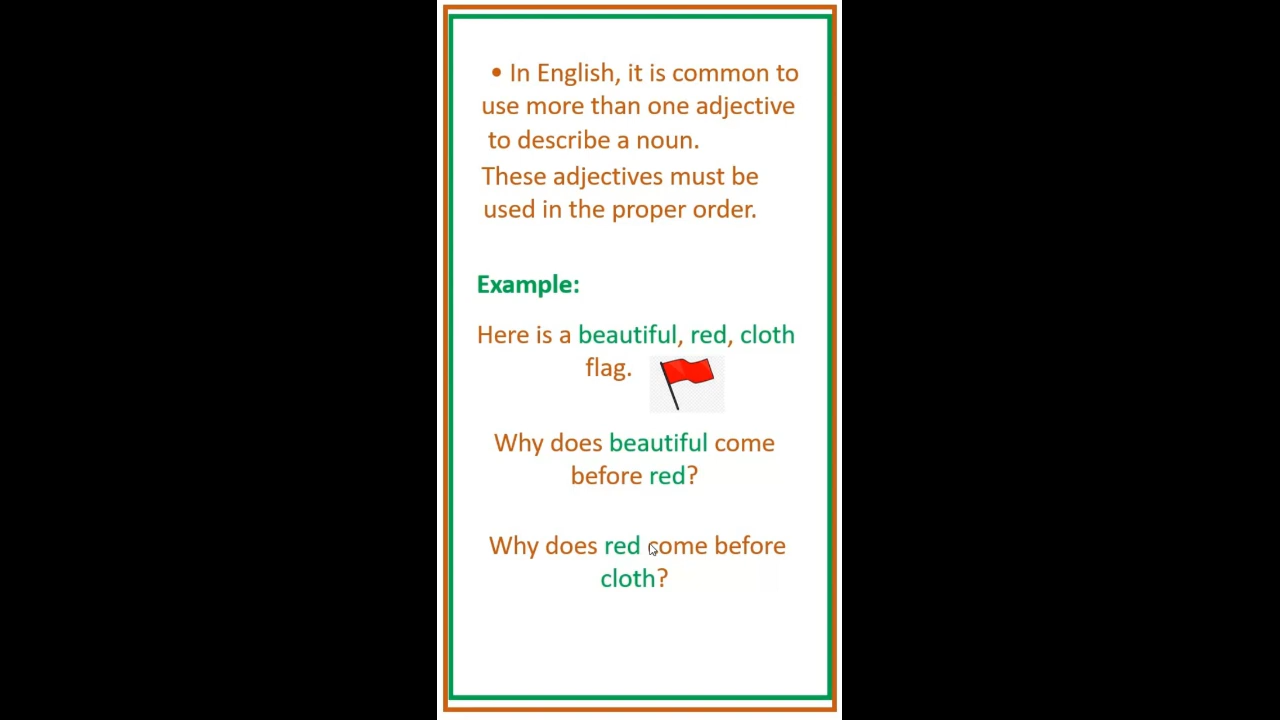 • In English, it is common to
use more than one adjective
to describe a noun.
These adjectives must be
used in the proper order.
Example:
Here is a beautiful, red, cloth
flag.
Why does beautiful come
before red?
Why does red come before
cloth?